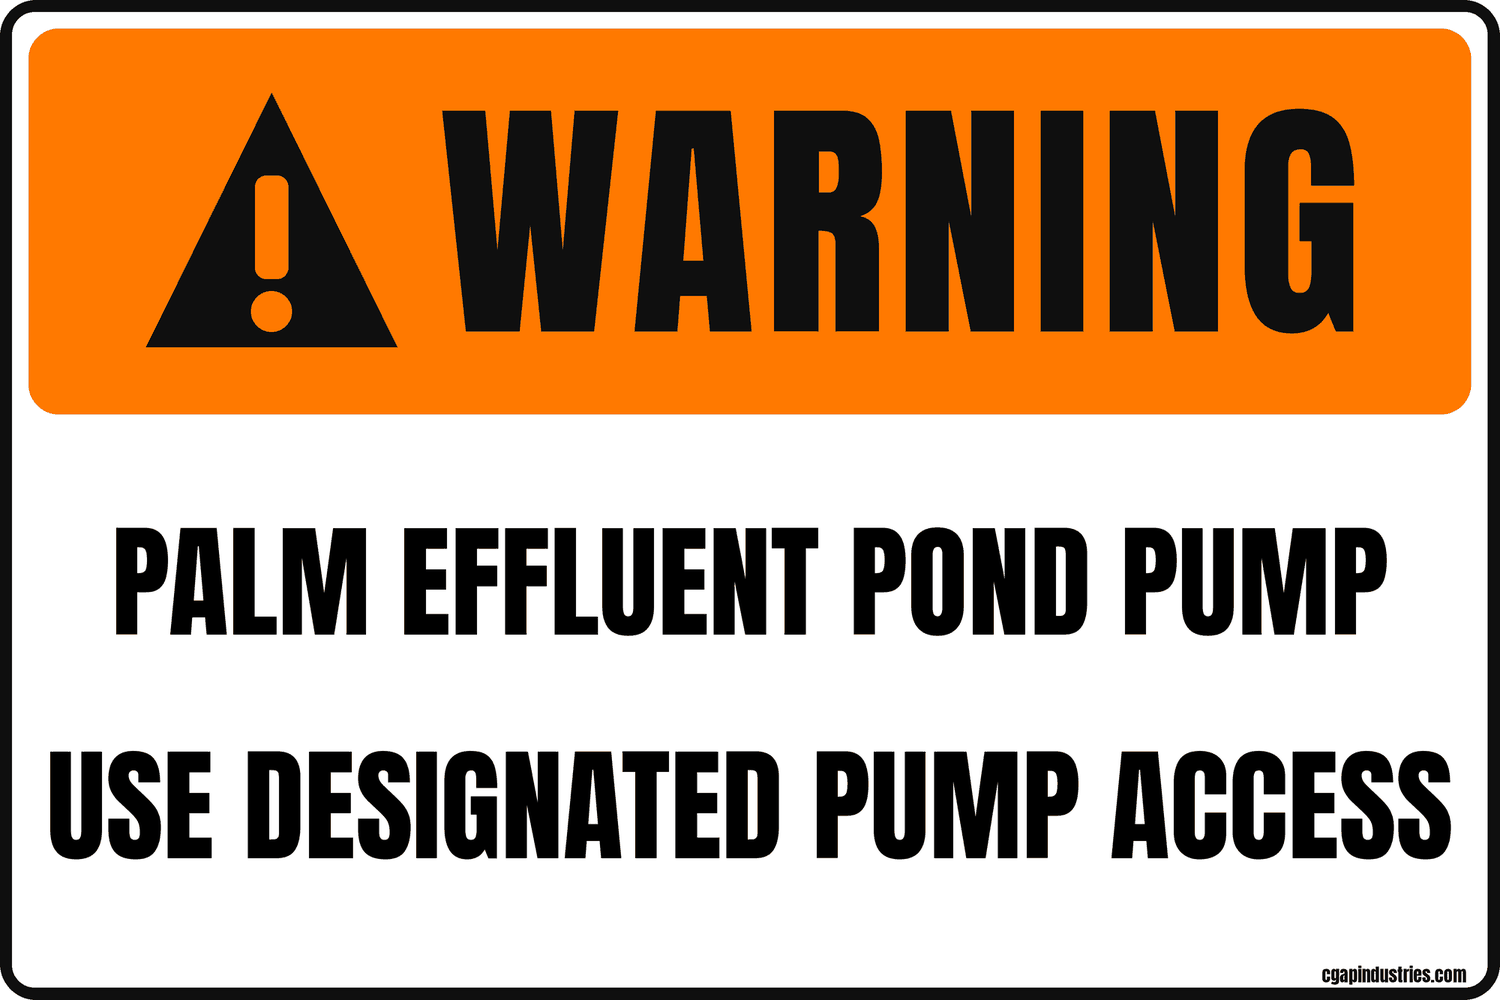 WARNING
PALM EFFLUENT POND PUMP
USE DESIGNATED PUMP ACCESS
cgapindustries.com